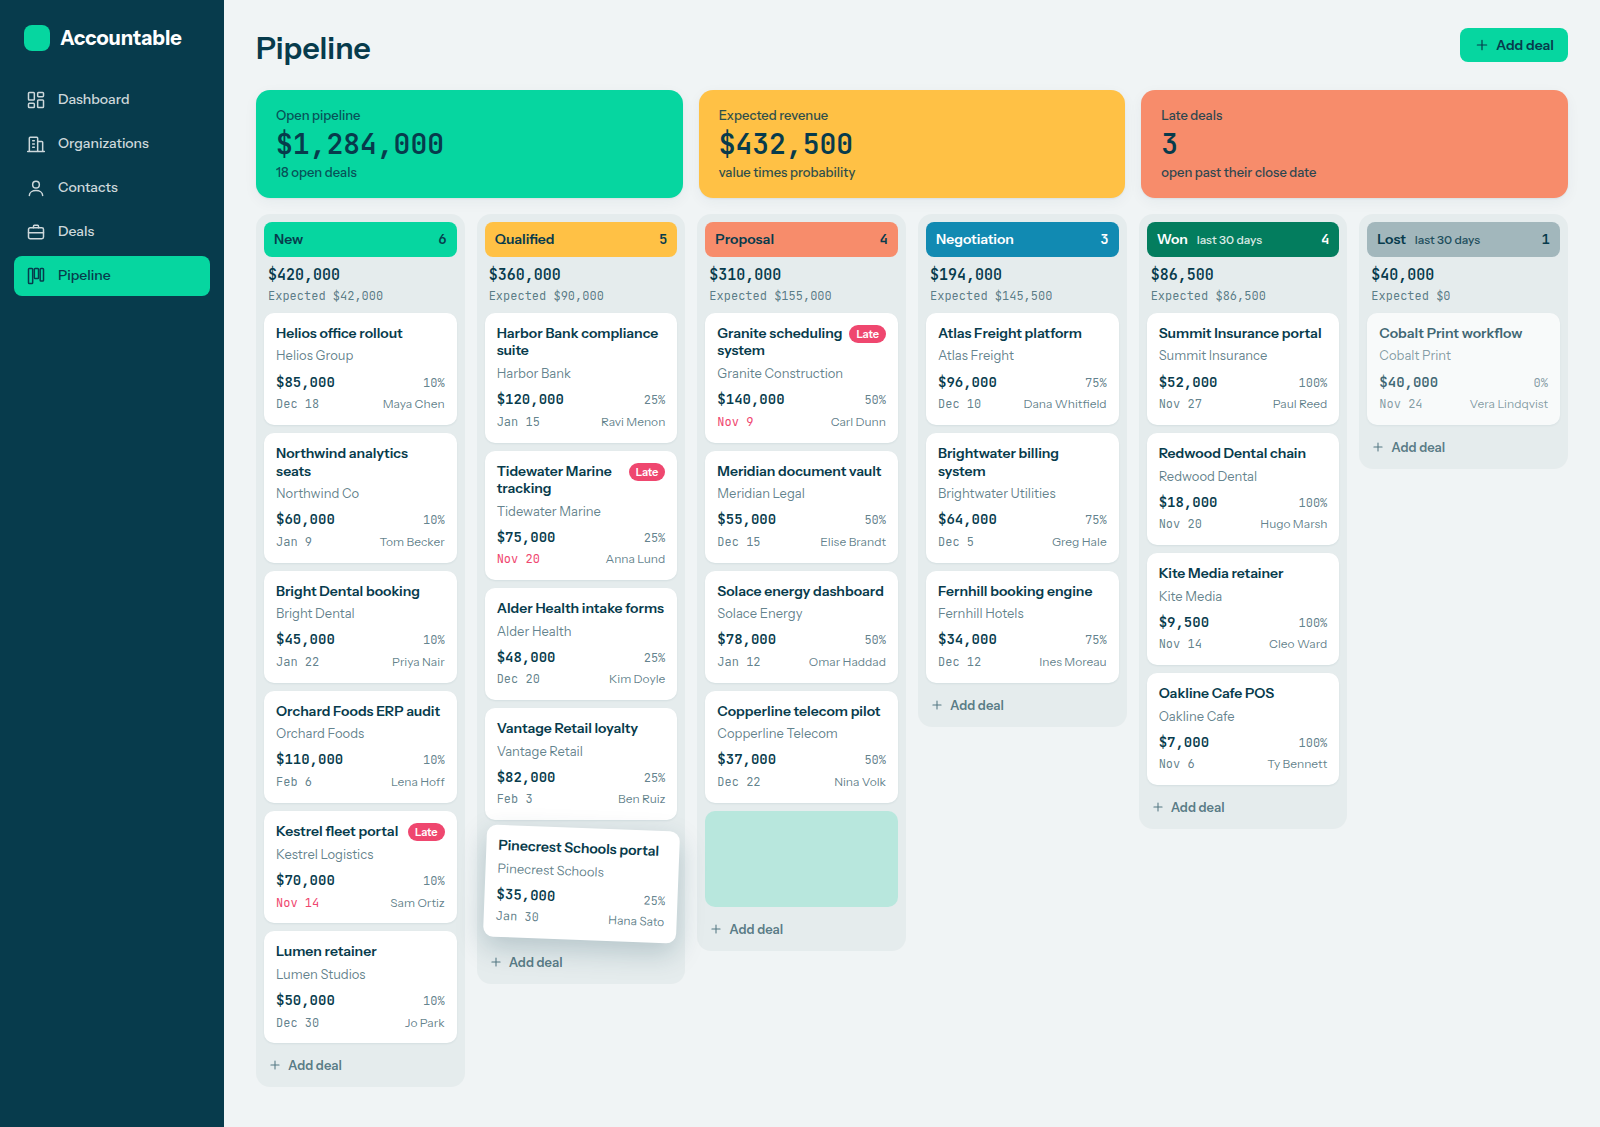 Accountable
Dashboard
Organizations
Contacts
Deals
Pipeline
Pipeline
Add deal
Open pipeline
$1,284,000
18 open deals
Expected revenue
$432,500
value times probability
Late deals
3
open past their close date
New 6
$420,000
Expected $42,000
Helios office rollout
Helios Group
$85,000 10%
Dec 18 Maya Chen
Northwind analytics
seats
Northwind Co
$60,000 10%
Jan 9 Tom Becker
Bright Dental booking
Bright Dental
$45,000 10%
Jan 22 Priya Nair
Orchard Foods ERP audit
Orchard Foods
$110,000 10%
Feb 6 Lena Hoff
Kestrel fleet portal Late
Kestrel Logistics
$70,000 10%
Nov 14 Sam Ortiz
Lumen retainer
Lumen Studios
$50,000 10%
Dec 30 Jo Park
Add deal
Qualified 5
$360,000
Expected $90,000
Harbor Bank compliance
suite
Harbor Bank
$120,000 25%
Jan 15 Ravi Menon
Tidewater Marine Late
tracking
Tidewater Marine
$75,000 25%
Nov 20 Anna Lund
Alder Health intake forms
Alder Health
$48,000 25%
Dec 20 Kim Doyle
Vantage Retail loyalty
Vantage Retail
$82,000 25%
Feb 3 Ben Ruiz
Pinecrest Schools portal
Pinecrest Schools
$35,000 25%
Jan 30 Hana Sato
Add deal
Proposal 4
$310,000
Expected $155,000
Granite scheduling Late
system
Granite Construction
$140,000 50%
Nov 9 Carl Dunn
Meridian document vault
Meridian Legal
$55,000 50%
Dec 15 Elise Brandt
Solace energy dashboard
Solace Energy
$78,000 50%
Jan 12 Omar Haddad
Copperline telecom pilot
Copperline Telecom
$37,000 50%
Dec 22 Nina Volk
Add deal
Negotiation 3
$194,000
Expected $145,500
Atlas Freight platform
Atlas Freight
$96,000 75%
Dec 10 Dana Whitfield
Brightwater billing
system
Brightwater Utilities
$64,000 75%
Dec 5 Greg Hale
Fernhill booking engine
Fernhill Hotels
$34,000 75%
Dec 12 Ines Moreau
Add deal
Won last 30 days 4
$86,500
Expected $86,500
Summit Insurance portal
Summit Insurance
$52,000 100%
Nov 27 Paul Reed
Redwood Dental chain
Redwood Dental
$18,000 100%
Nov 20 Hugo Marsh
Kite Media retainer
Kite Media
$9,500 100%
Nov 14 Cleo Ward
Oakline Cafe POS
Oakline Cafe
$7,000 100%
Nov 6 Ty Bennett
Add deal
Lost last 30 days 1
$40,000
Expected $0
Cobalt Print workflow
Cobalt Print
$40,000 0%
Nov 24 Vera Lindqvist
Add deal